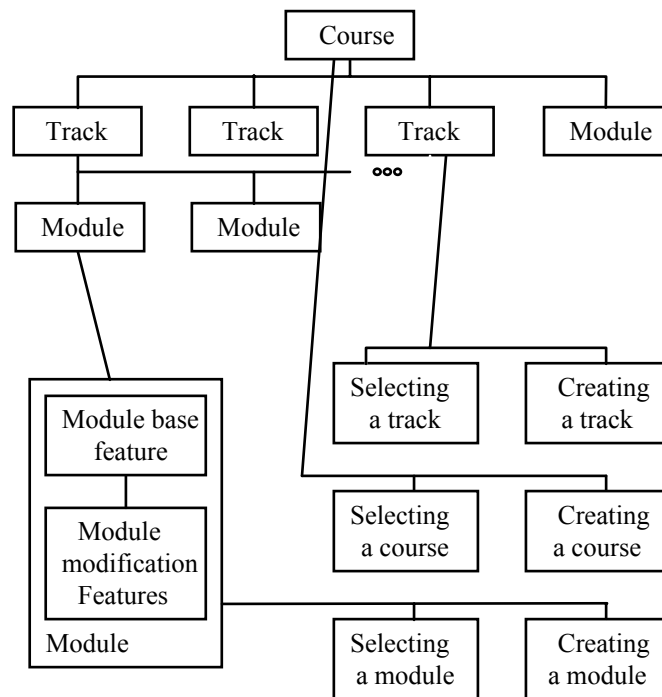 Course
Track
Track
Track
Module
Module
Module
Selecting
a track
Creating
a track
Module base
feature
Module
modification
Features
Module
Selecting
a course
Creating
a course
Selecting
a module
Creating
a module